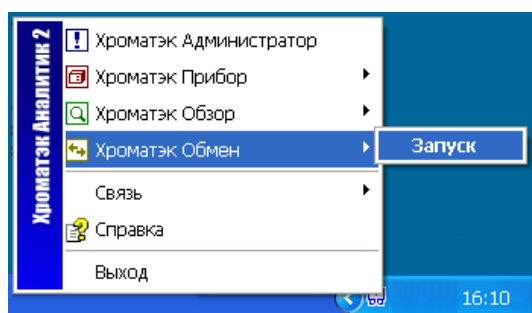 Хроматэк Аналитик 2
Хроматэк Администратор
Хроматэк Прибор
Хроматэк Обзор
Хроматэк Обмен
Запуск
Связь
Справка
Выход
16:10